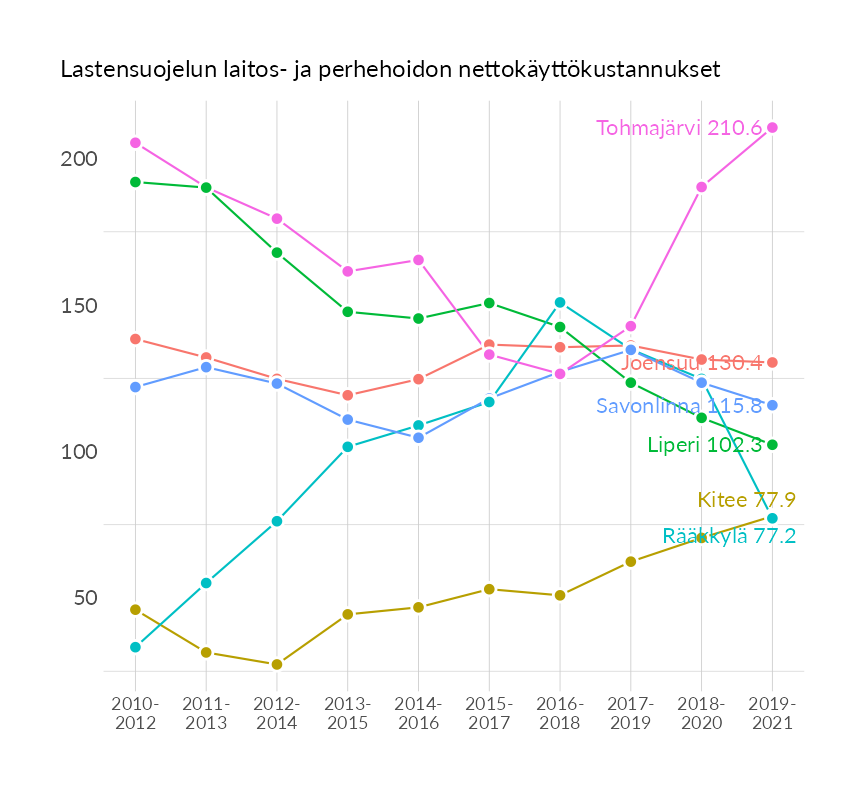 Lastensuojelun laitos- ja perhehoidon nettokäyttökustannukset
Tohmajärvi 210.6
200
150
Joensuu 130.4
Savonlinna 115.8
Liperi 102.3
100
Kitee 77.9
Rääkkylä 77.2
50
2010- 2011- 2012- 2013- 2014- 2015- 2016- 2017- 2018- 2019-
2012 2013 2014 2015 2016 2017 2018 2019 2020 2021